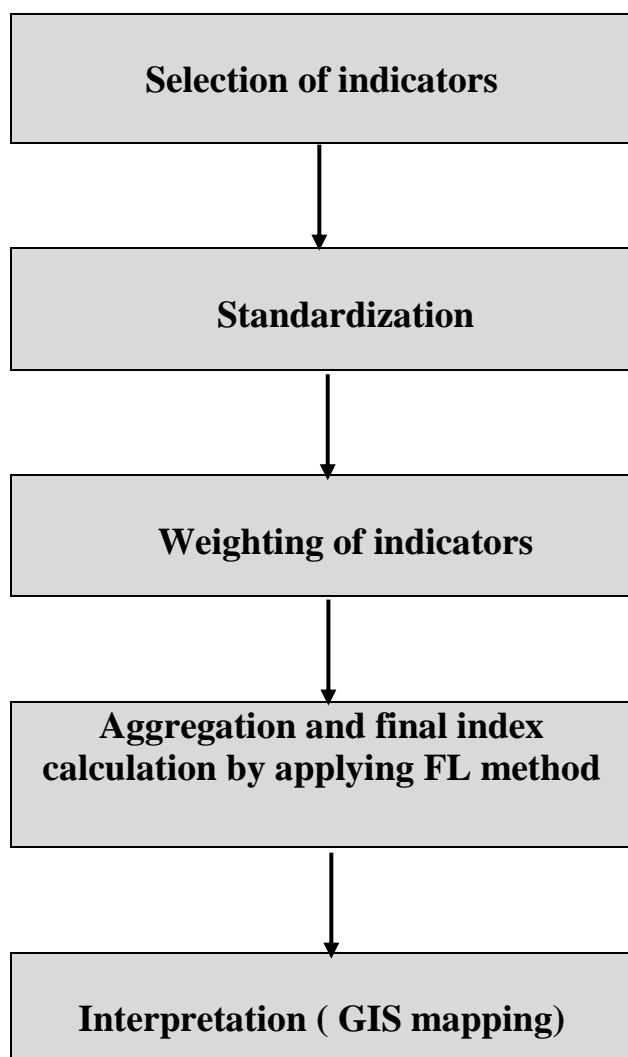 Selection of indicators
Standardization
Weighting of indicators
Aggregation and final index
calculation by applying FL method
Interpretation ( GIS mapping)